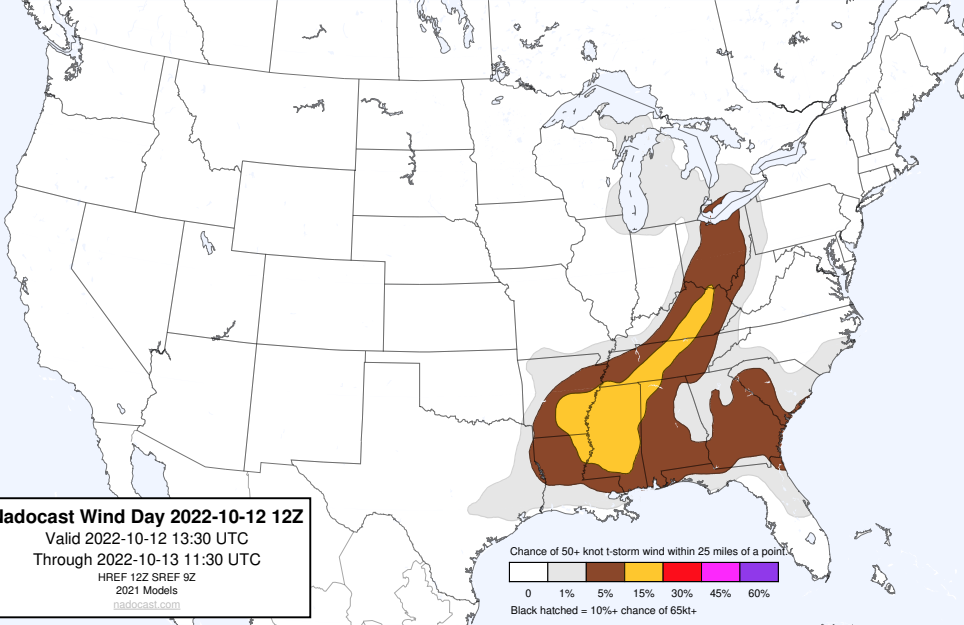 Nadocast Wind Day 2022-10-12 12Z
Valid 2022-10-12 13:30 UTC
Through 2022-10-13 11:30 UTC
HREF 12Z SREF 9Z
2021 Models
nadocast.com
Chance of 50+ knot t-storm wind within 25 miles of a point.
0 1% 5% 15% 30% 45% 60%
Black hatched = 10%+ chance of 65kt+